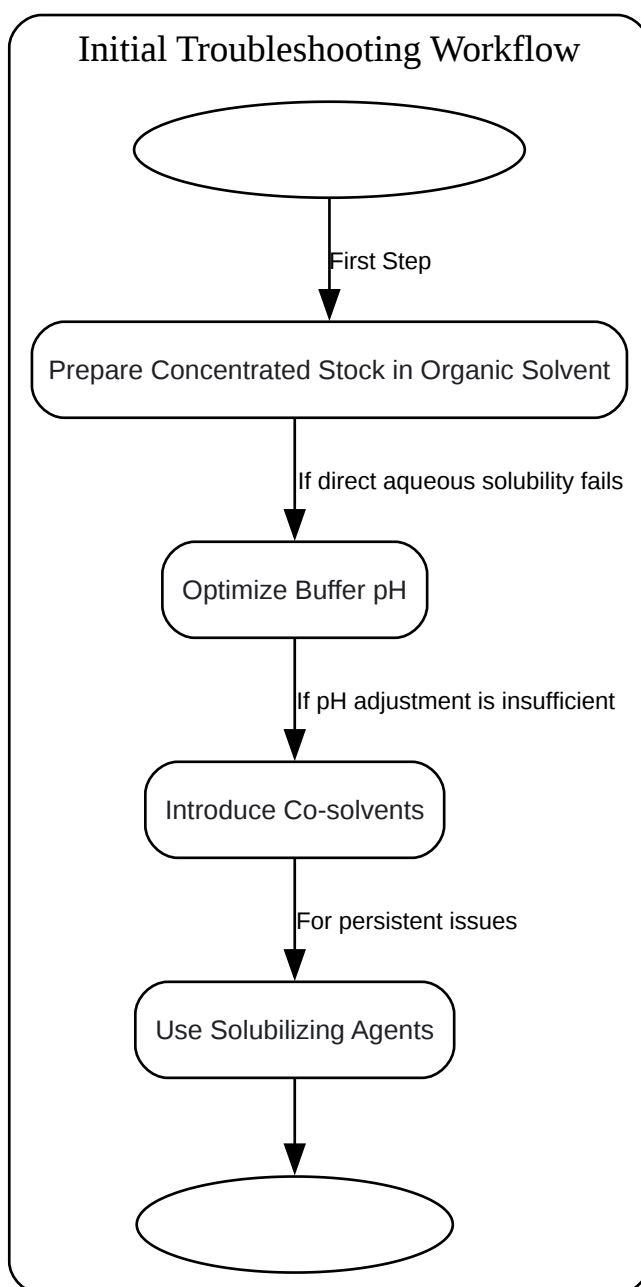 Initial Troubleshooting Workflow
First Step
Prepare Concentrated Stock in Organic Solvent
If direct aqueous solubility fails
Optimize Buffer pH
If pH adjustment is insufficient
Introduce Co-solvents
For persistent issues
Use Solubilizing Agents